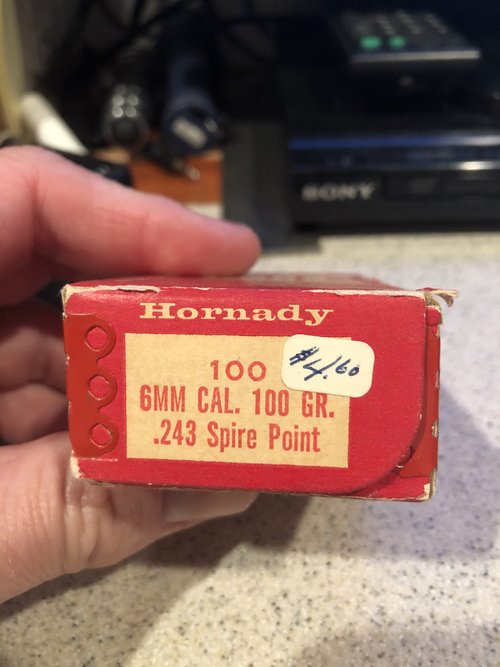 SONY
Hornady
100
$4.60
6MM CAL. 100 GR.
.243 Spire Point